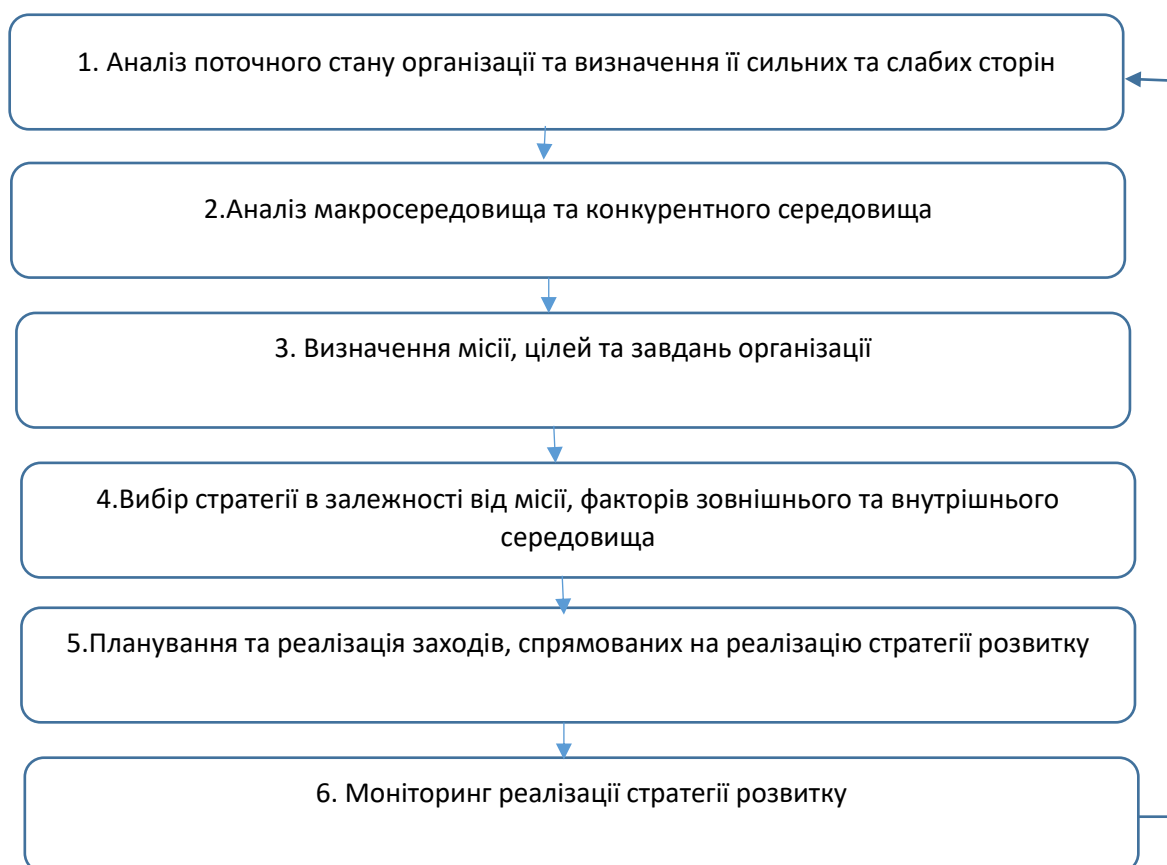 1. Аналіз поточного стану організації та визначення її сильних та слабих сторін
2.Аналіз макросередовища та конкурентного середовища
3. Визначення місії, цілей та завдань організації
4.Вибір стратегії в залежності від місії, факторів зовнішнього та внутрішнього
середовища
5.Планування та реалізація заходів, спрямованих на реалізацію стратегії розвитку
6. Моніторинг реалізації стратегії розвитку